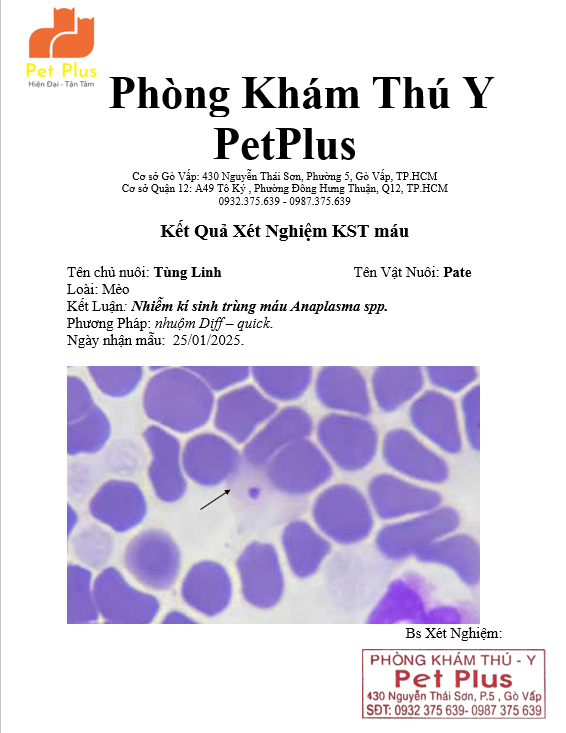 Pet Plus
Hiện Đại - Tận Tâm
Phòng Khám Thú Y
PetPlus
Cơ sở Gò Vấp: 430 Nguyễn Thái Sơn, Phường 5, Gò Vấp, TP.HCM
Cơ sở Quận 12: A49 Tô Ký , Phường Đông Hưng Thuận, Q12, TP.HCM
0932.375.639 - 0987.375.639
Kết Quả Xét Nghiệm KST máu
Tên chủ nuôi: Tùng Linh Tên Vật Nuôi: Pate
Loài: Mèo
Kết Luận: Nhiễm kí sinh trùng máu Anaplasma spp.
Phương Pháp: nhuộm Diff – quick.
Ngày nhận mẫu: 25/01/2025.
Bs Xét Nghiệm:
PHÒNG KHÁM THÚ - Y
Pet Plus
430 Nguyễn Thái Sơn, P.5 , Gò Vấp
SĐT: 0932 375 639- 0987 375 639